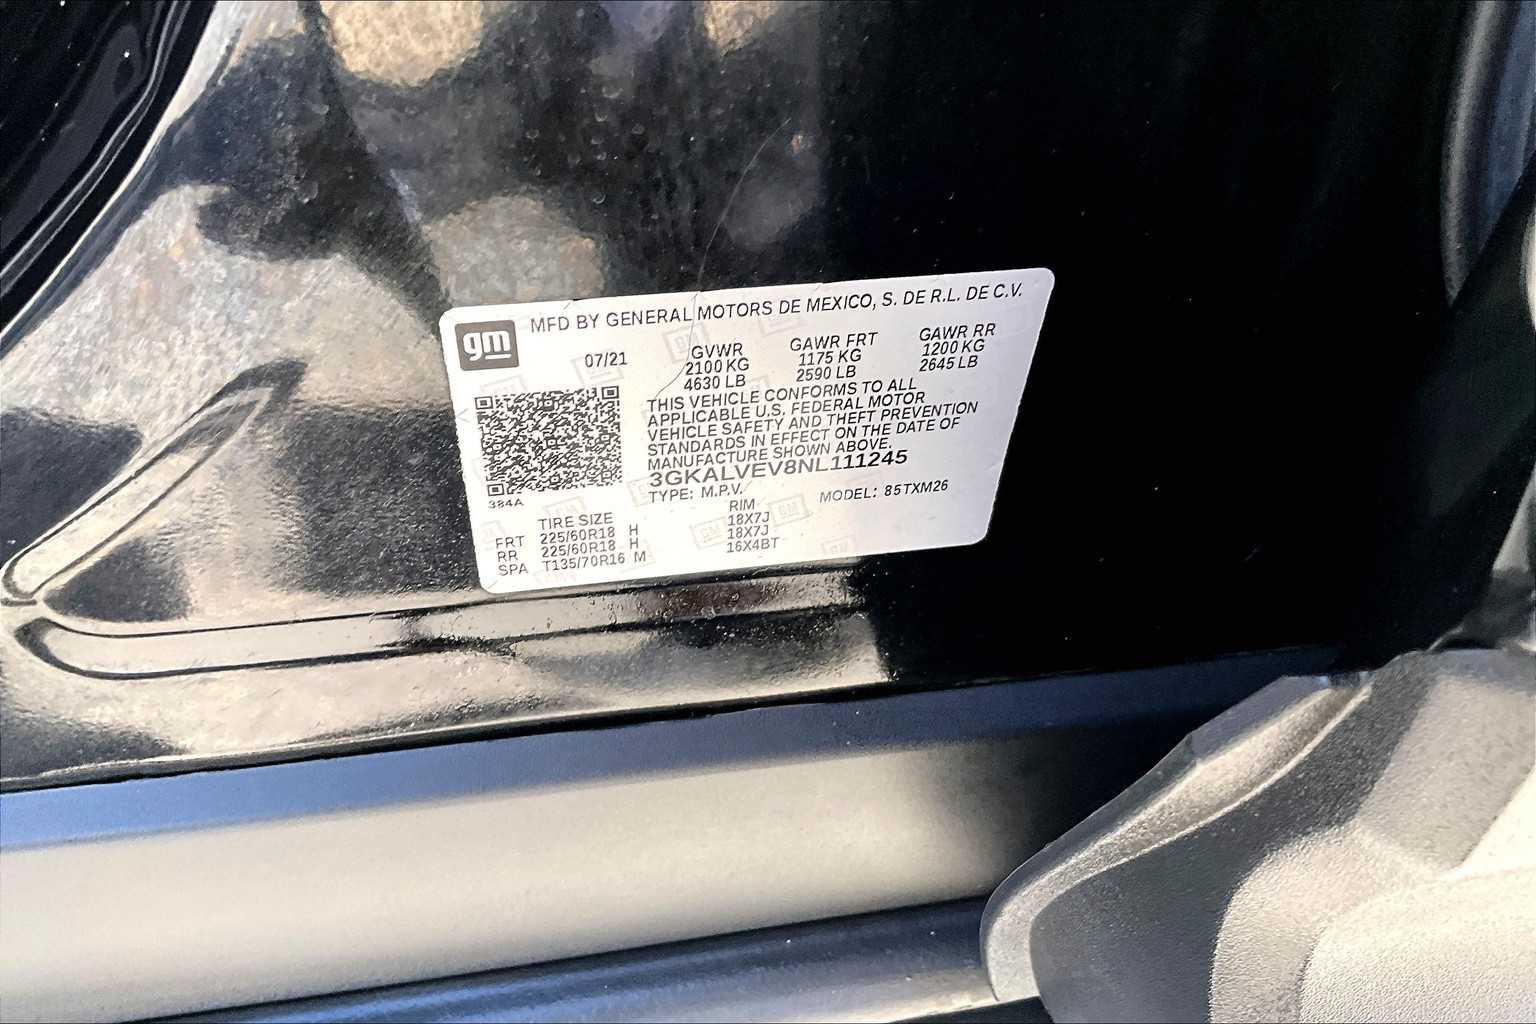 gm
MFD BY GENERAL MOTORS DE MEXICO, S. DE R.L. DE C.V.
07/21
GVWR GAWR FRT GAWR RR
2100 KG 1175 KG 1200 KG
4630 LB 2590 LB 2645 LB
THIS VEHICLE CONFORMS TO ALL
APPLICABLE U.S. FEDERAL MOTOR
VEHICLE SAFETY AND THEFT PREVENTION
STANDARDS IN EFFECT ON THE DATE OF
MANUFACTURE SHOWN ABOVE.
3GKALVEV8NL111245
TYPE: M.P.V. MODEL: 85TXM26
384A
TIRE SIZE RIM
FRT 225/60R18 H 18X7J
RR 225/60R18 H 18X7J
SPA T135/70R16 M 16X4BT